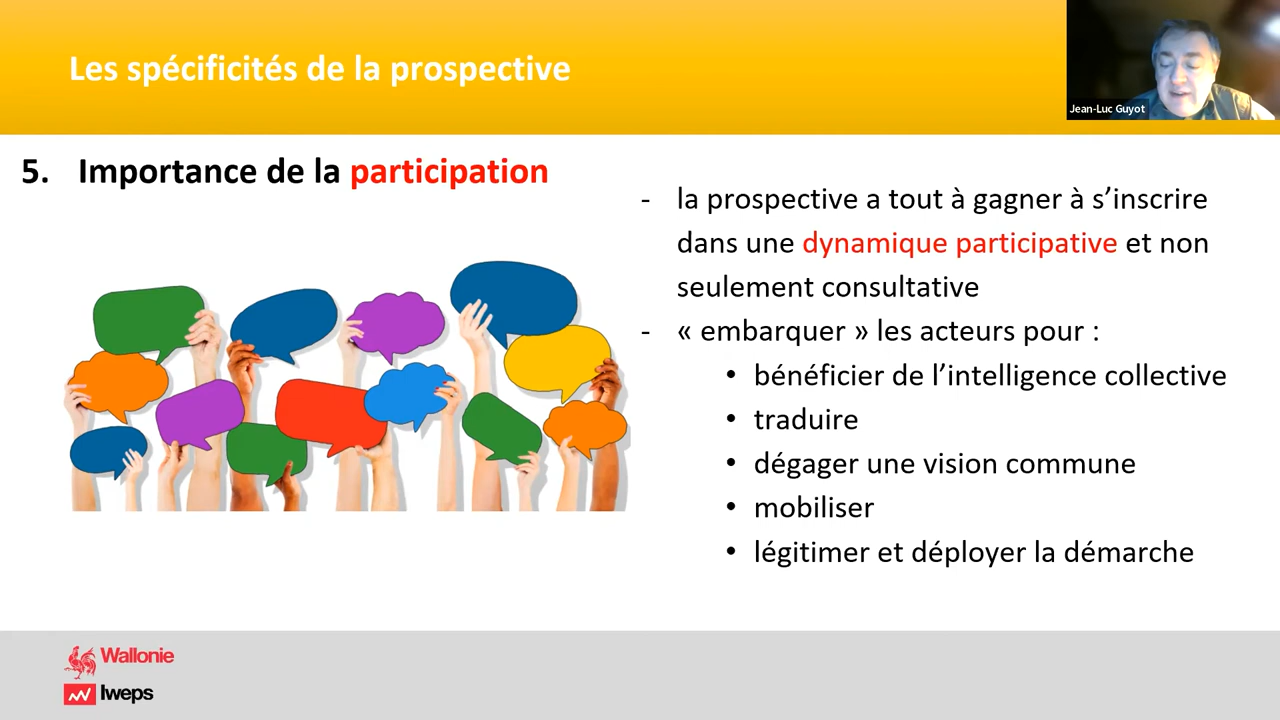 Les spécificités de la prospective
Jean-Luc Guyot
5. Importance de la participation
- la prospective a tout à gagner à s’inscrire
dans une dynamique participative et non
seulement consultative
- « embarquer » les acteurs pour :
• bénéficier de l’intelligence collective
• traduire
• dégager une vision commune
• mobiliser
• légitimer et déployer la démarche
Wallonie
Iweps